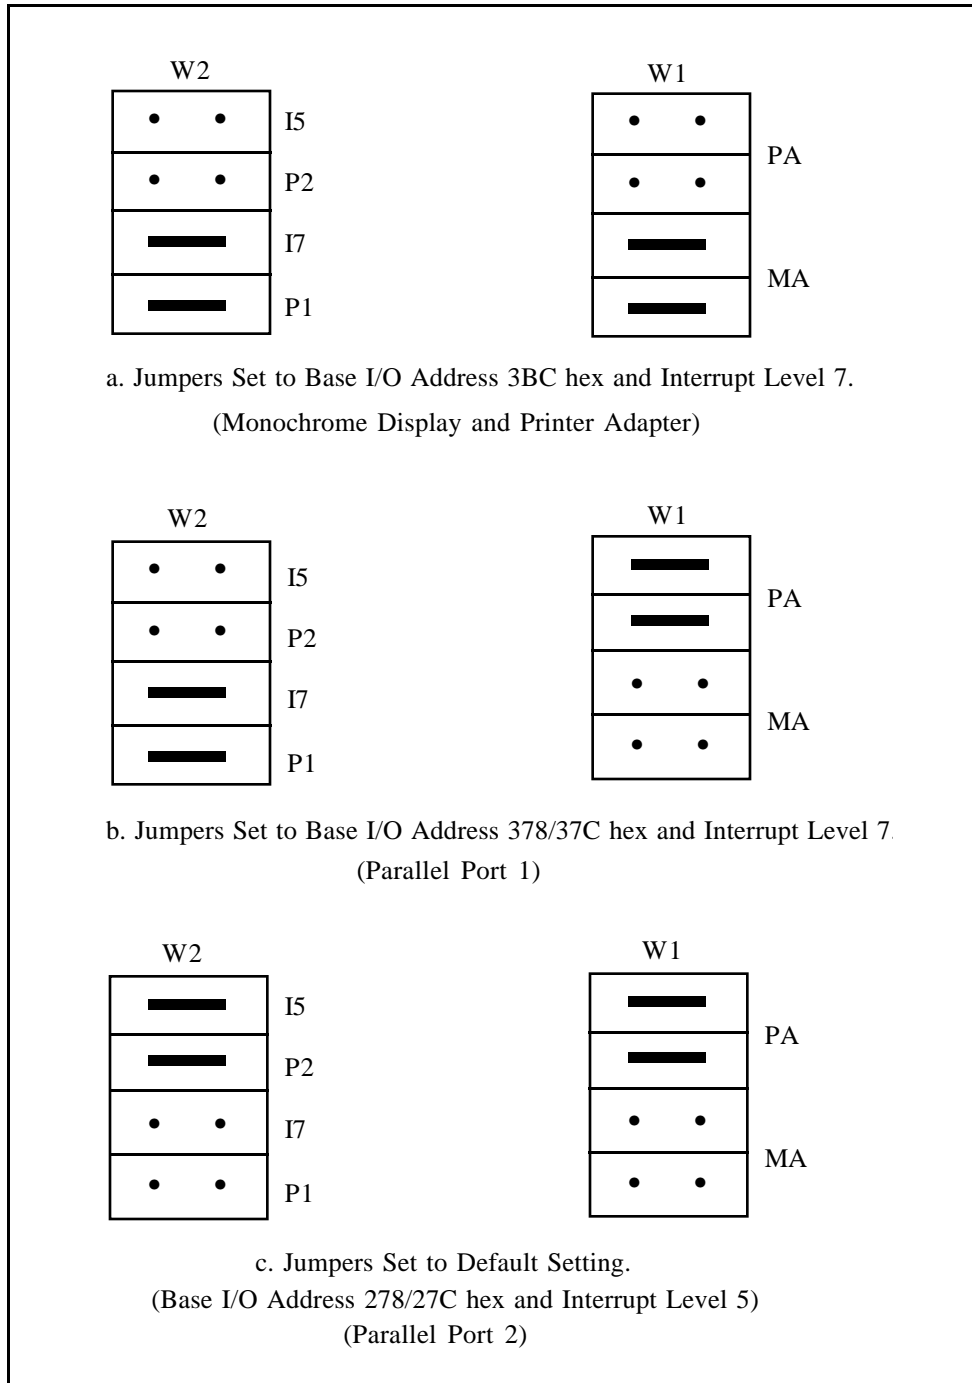 W2
W1
I5
P2
I7
P1
PA
MA
a. Jumpers Set to Base I/O Address 3BC hex and Interrupt Level 7.
(Monochrome Display and Printer Adapter)
W2
W1
I5
P2
I7
P1
PA
MA
b. Jumpers Set to Base I/O Address 378/37C hex and Interrupt Level 7.
(Parallel Port 1)
W2
W1
I5
P2
I7
P1
PA
MA
c. Jumpers Set to Default Setting.
(Base I/O Address 278/27C hex and Interrupt Level 5)
(Parallel Port 2)